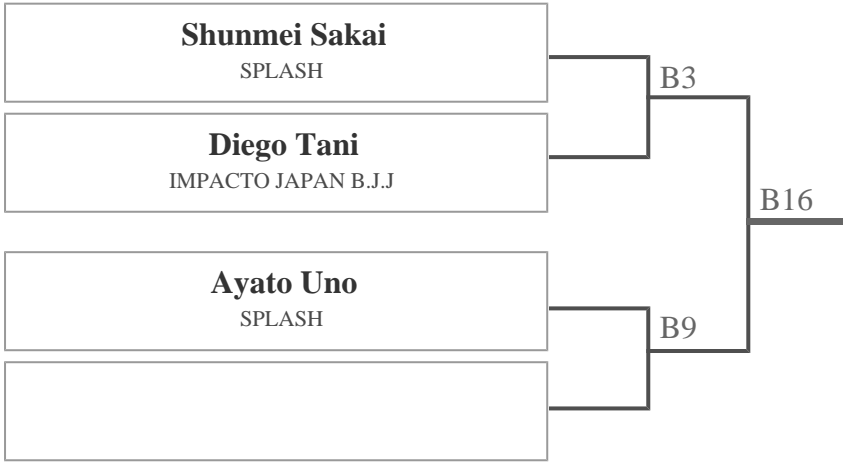 Shunmei Sakai
SPLASH
B3
Diego Tani
IMPACTO JAPAN B.J.J
B16
Ayato Uno
SPLASH
B9